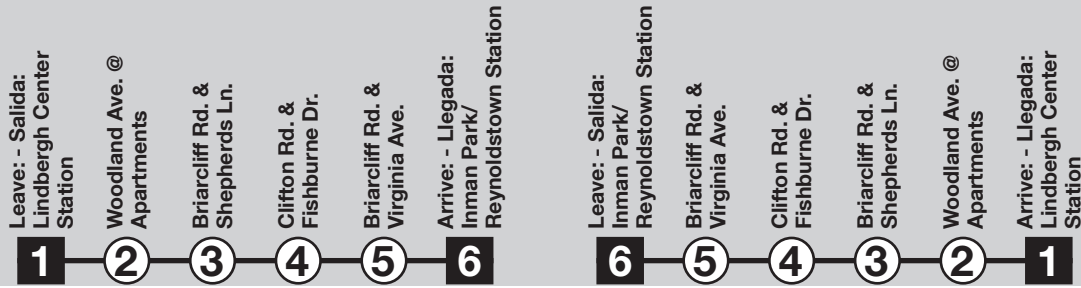 Leave: - Salida:
Lindbergh Center
Station
Woodland Ave. @
Apartments
Briarcliff Rd. &
Shepherds Ln.
Clifton Rd. &
Fishburne Dr.
Briarcliff Rd. &
Virginia Ave.
Arrive: - Llegada:
Inman Park/
Reynoldstown Station
1 2 3 4 5 6
Leave: - Salida:
Inman Park/
Reynoldstown Station
Briarcliff Rd. &
Virginia Ave.
Clifton Rd. &
Fishburne Dr.
Briarcliff Rd. &
Shepherds Ln.
Woodland Ave. @
Apartments
Arrive: - Llegada:
Lindbergh Center
Station
6 5 4 3 2 1